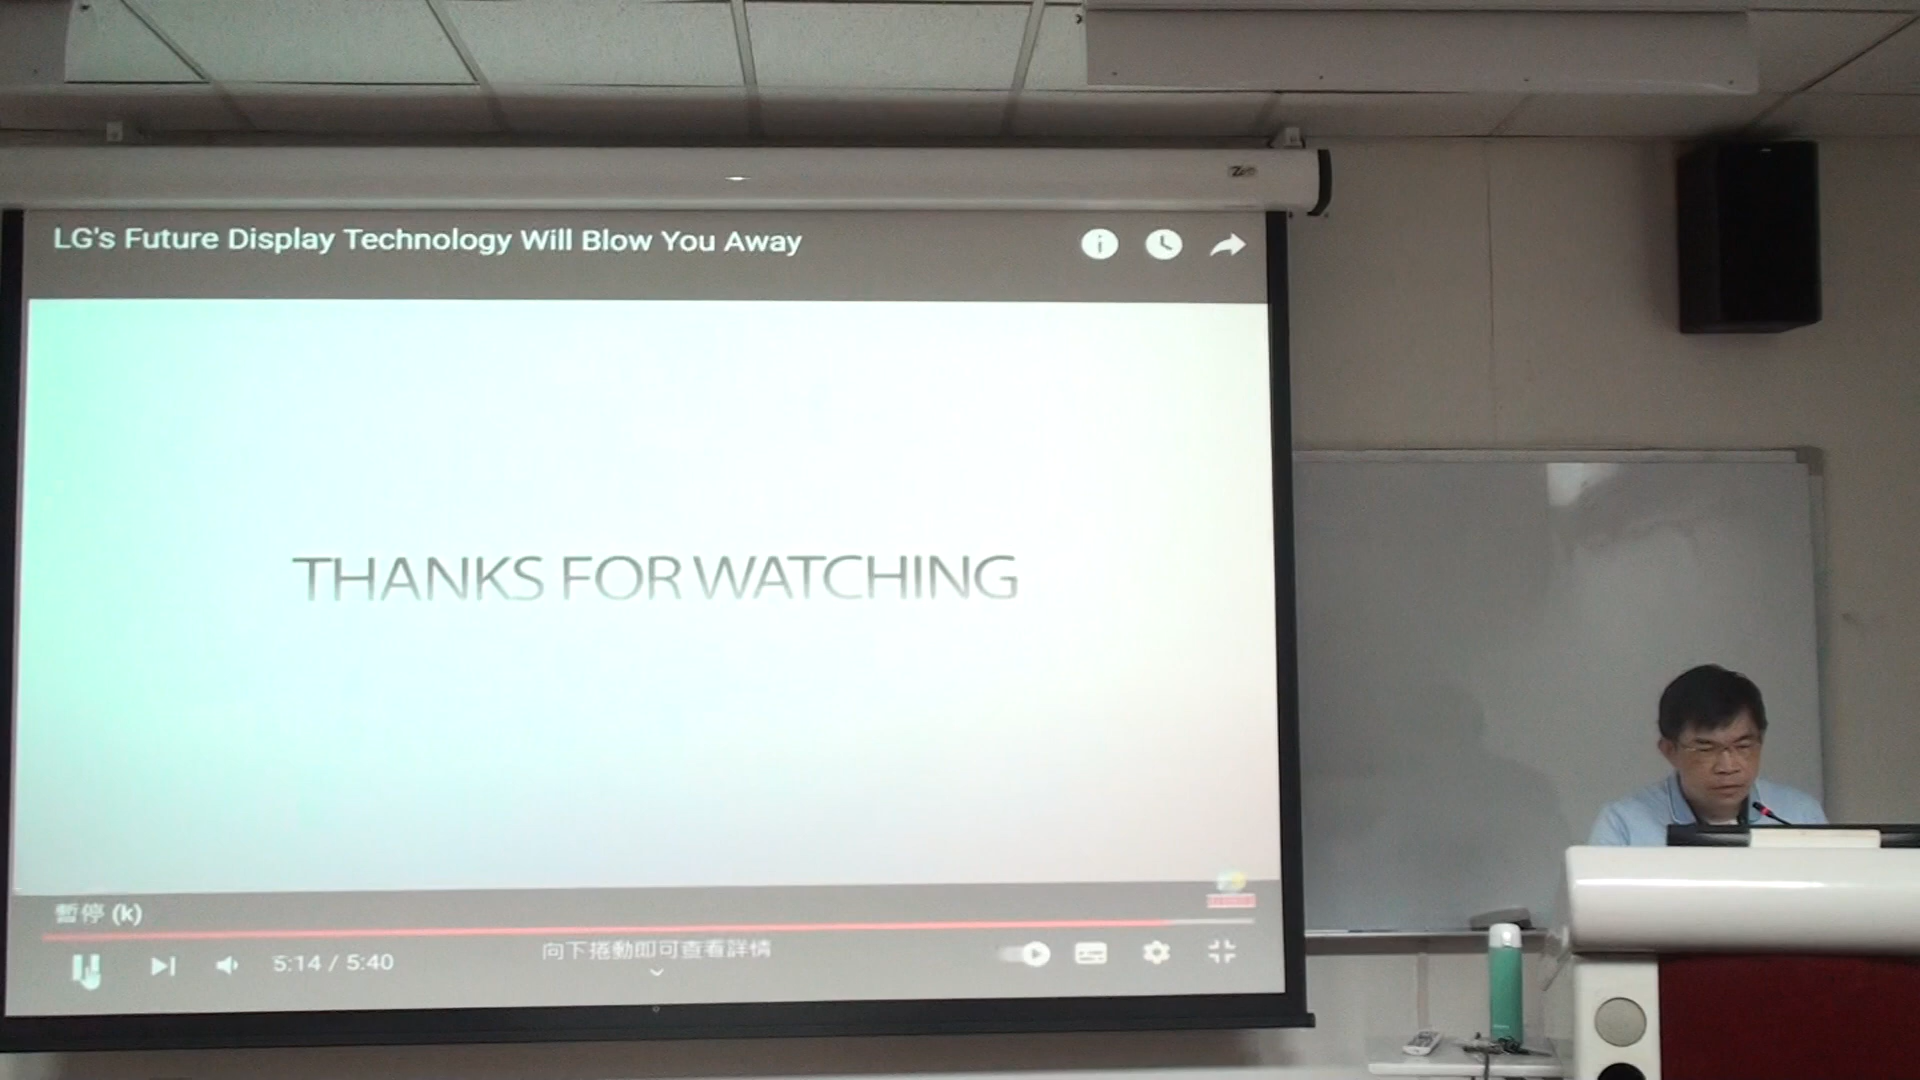 LG's Future Display Technology Will Blow You Away
THANKS FOR WATCHING
暫停 (k)
5:14 / 5:40
向下捲動即可查看詳情